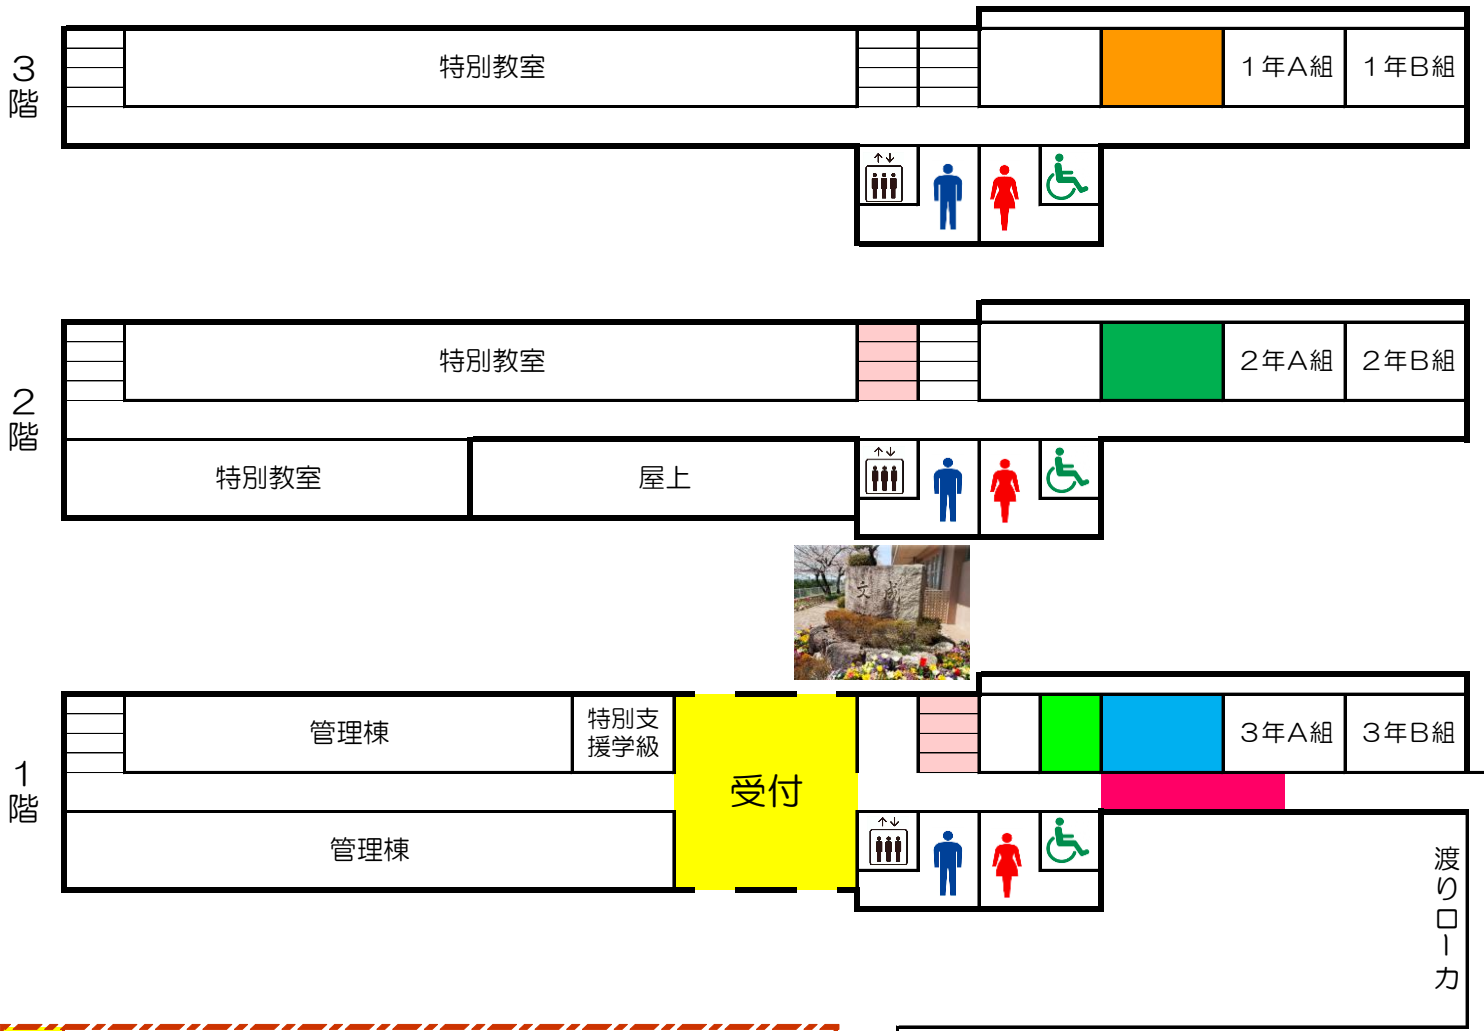 3階
特別教室
1年A組
1年B組
↑↓
2階
特別教室
2年A組
2年B組
特別教室
屋上
↑↓
文成
1階
管理棟
特別支
援学級
受付
3年A組
3年B組
管理棟
↑↓
渡りローカ